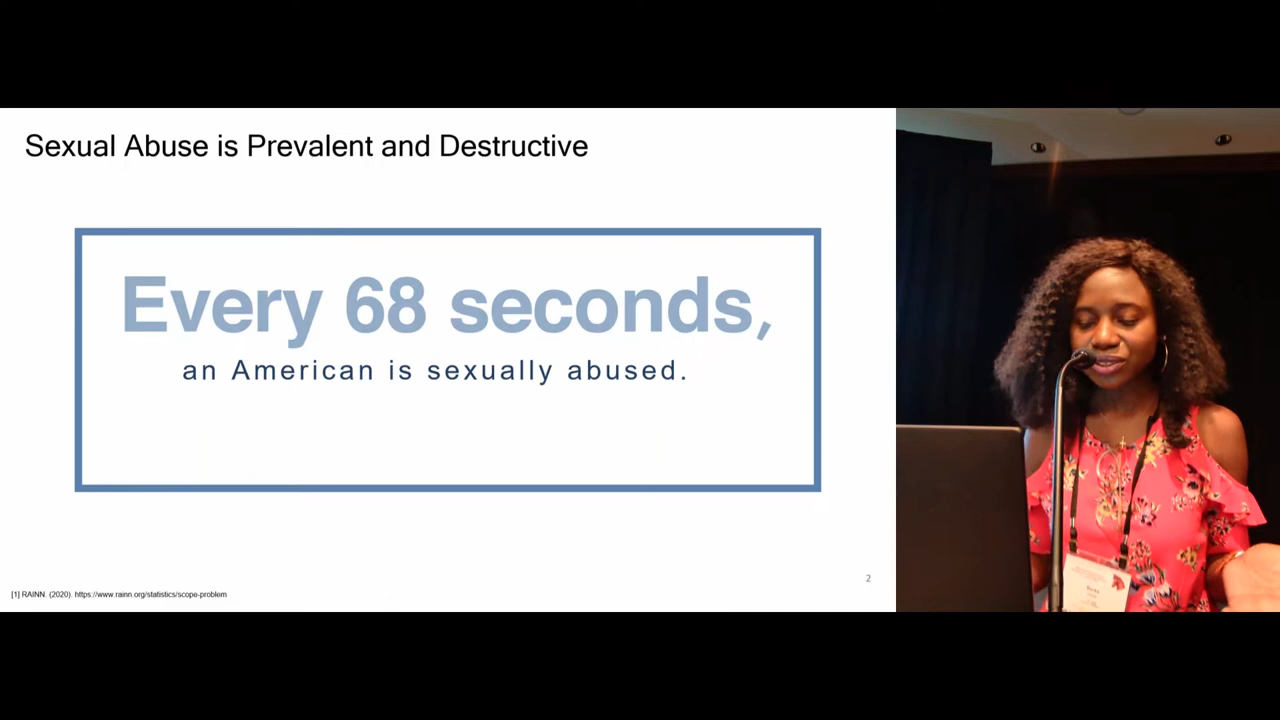 Sexual Abuse is Prevalent and Destructive
Every 68 seconds,
an American is sexually abused.
2
[1] RAINN. (2020). https://www.rainn.org/statistics/scope-problem